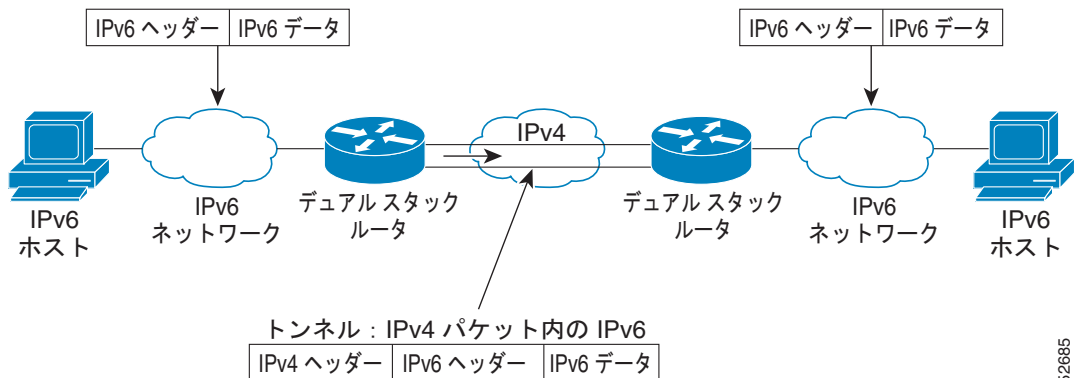 IPv6 ヘッダー IPv6 データ
IPv6 ヘッダー IPv6 データ
IPv4
IPv6
ホスト
IPv6
ネットワーク
デュアル スタック
ルータ
デュアル スタック
ルータ
IPv6
ネットワーク
IPv6
ホスト
トンネル : IPv4 パケット内の IPv6
IPv4 ヘッダー IPv6 ヘッダー IPv6 データ